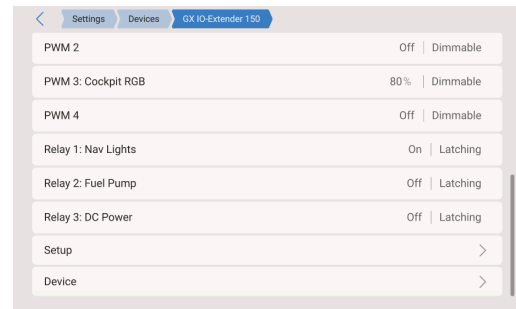 Settings Devices GX IO-Extender 150
PWM 2 Off | Dimmable
PWM 3: Cockpit RGB 80% | Dimmable
PWM 4 Off | Dimmable
Relay 1: Nav Lights On | Latching
Relay 2: Fuel Pump Off | Latching
Relay 3: DC Power Off | Latching
Setup
Device